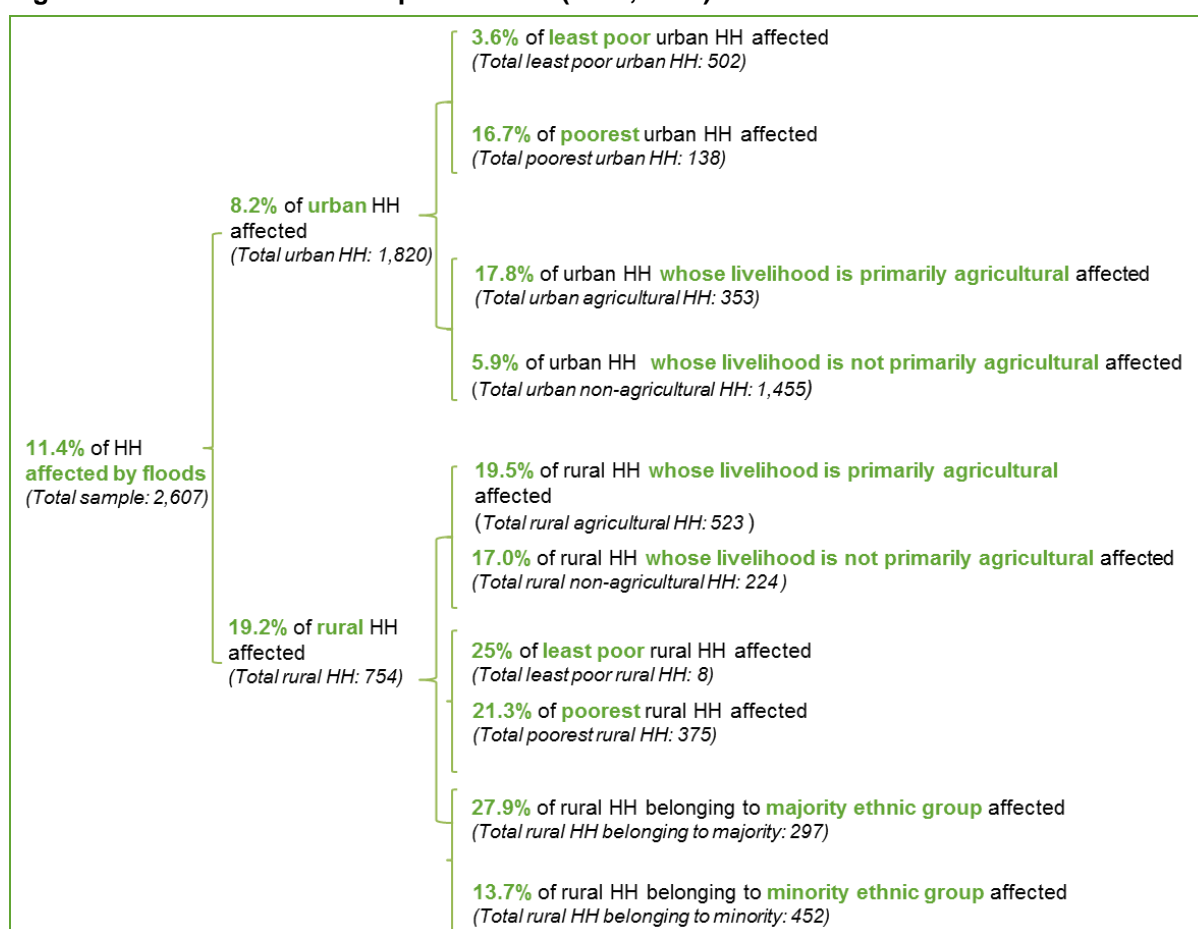 3.6% of least poor urban HH affected
(Total least poor urban HH: 502)
16.7% of poorest urban HH affected
(Total poorest urban HH: 138)
8.2% of urban HH
affected
(Total urban HH: 1,820)
17.8% of urban HH whose livelihood is primarily agricultural affected
(Total urban agricultural HH: 353)
5.9% of urban HH whose livelihood is not primarily agricultural affected
(Total urban non-agricultural HH: 1,455)
11.4% of HH
affected by floods
(Total sample: 2,607)
19.5% of rural HH whose livelihood is primarily agricultural
affected
(Total rural agricultural HH: 523 )
17.0% of rural HH whose livelihood is not primarily agricultural affected
(Total rural non-agricultural HH: 224 )
19.2% of rural HH
affected
(Total rural HH: 754)
25% of least poor rural HH affected
(Total least poor rural HH: 8)
21.3% of poorest rural HH affected
(Total poorest rural HH: 375)
27.9% of rural HH belonging to majority ethnic group affected
(Total rural HH belonging to majority: 297)
13.7% of rural HH belonging to minority ethnic group affected
(Total rural HH belonging to minority: 452)